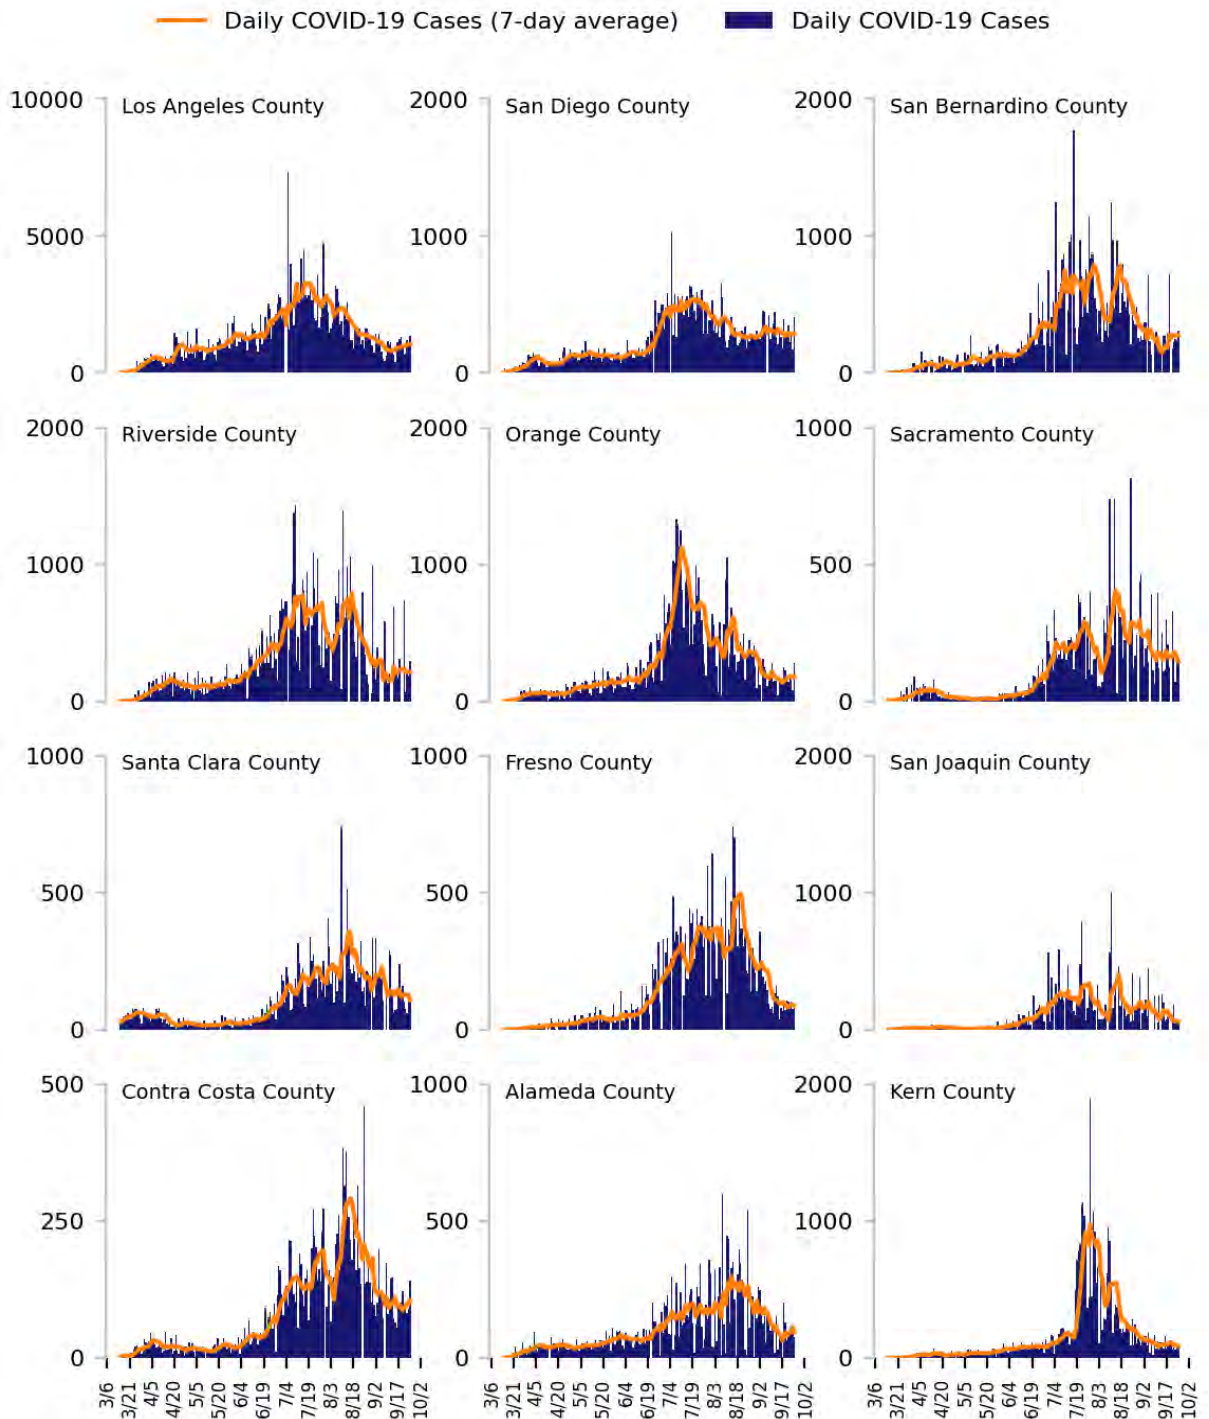 Daily COVID-19 Cases (7-day average) Daily COVID-19 Cases
10000 Los Angeles County 2000 San Diego County 2000 San Bernardino County
5000 1000 1000
0 0 0
2000 Riverside County 2000 Orange County 1000 Sacramento County
1000 1000 500
0 0 0
1000 Santa Clara County 1000 Fresno County 2000 San Joaquin County
500 500 1000
0 0 0
500 Contra Costa County 1000 Alameda County 2000 Kern County
250 500 1000
0 0 0
3/6 3/21 4/5 4/20 5/5 5/20 6/4 6/19 7/4 7/19 8/3 8/18 9/2 9/17 10/2 3/6 3/21 4/5 4/20 5/5 5/20 6/4 6/19 7/4 7/19 8/3 8/18 9/2 9/17 10/2 3/6 3/21 4/5 4/20 5/5 5/20 6/4 6/19 7/4 7/19 8/3 8/18 9/2 9/17 10/2